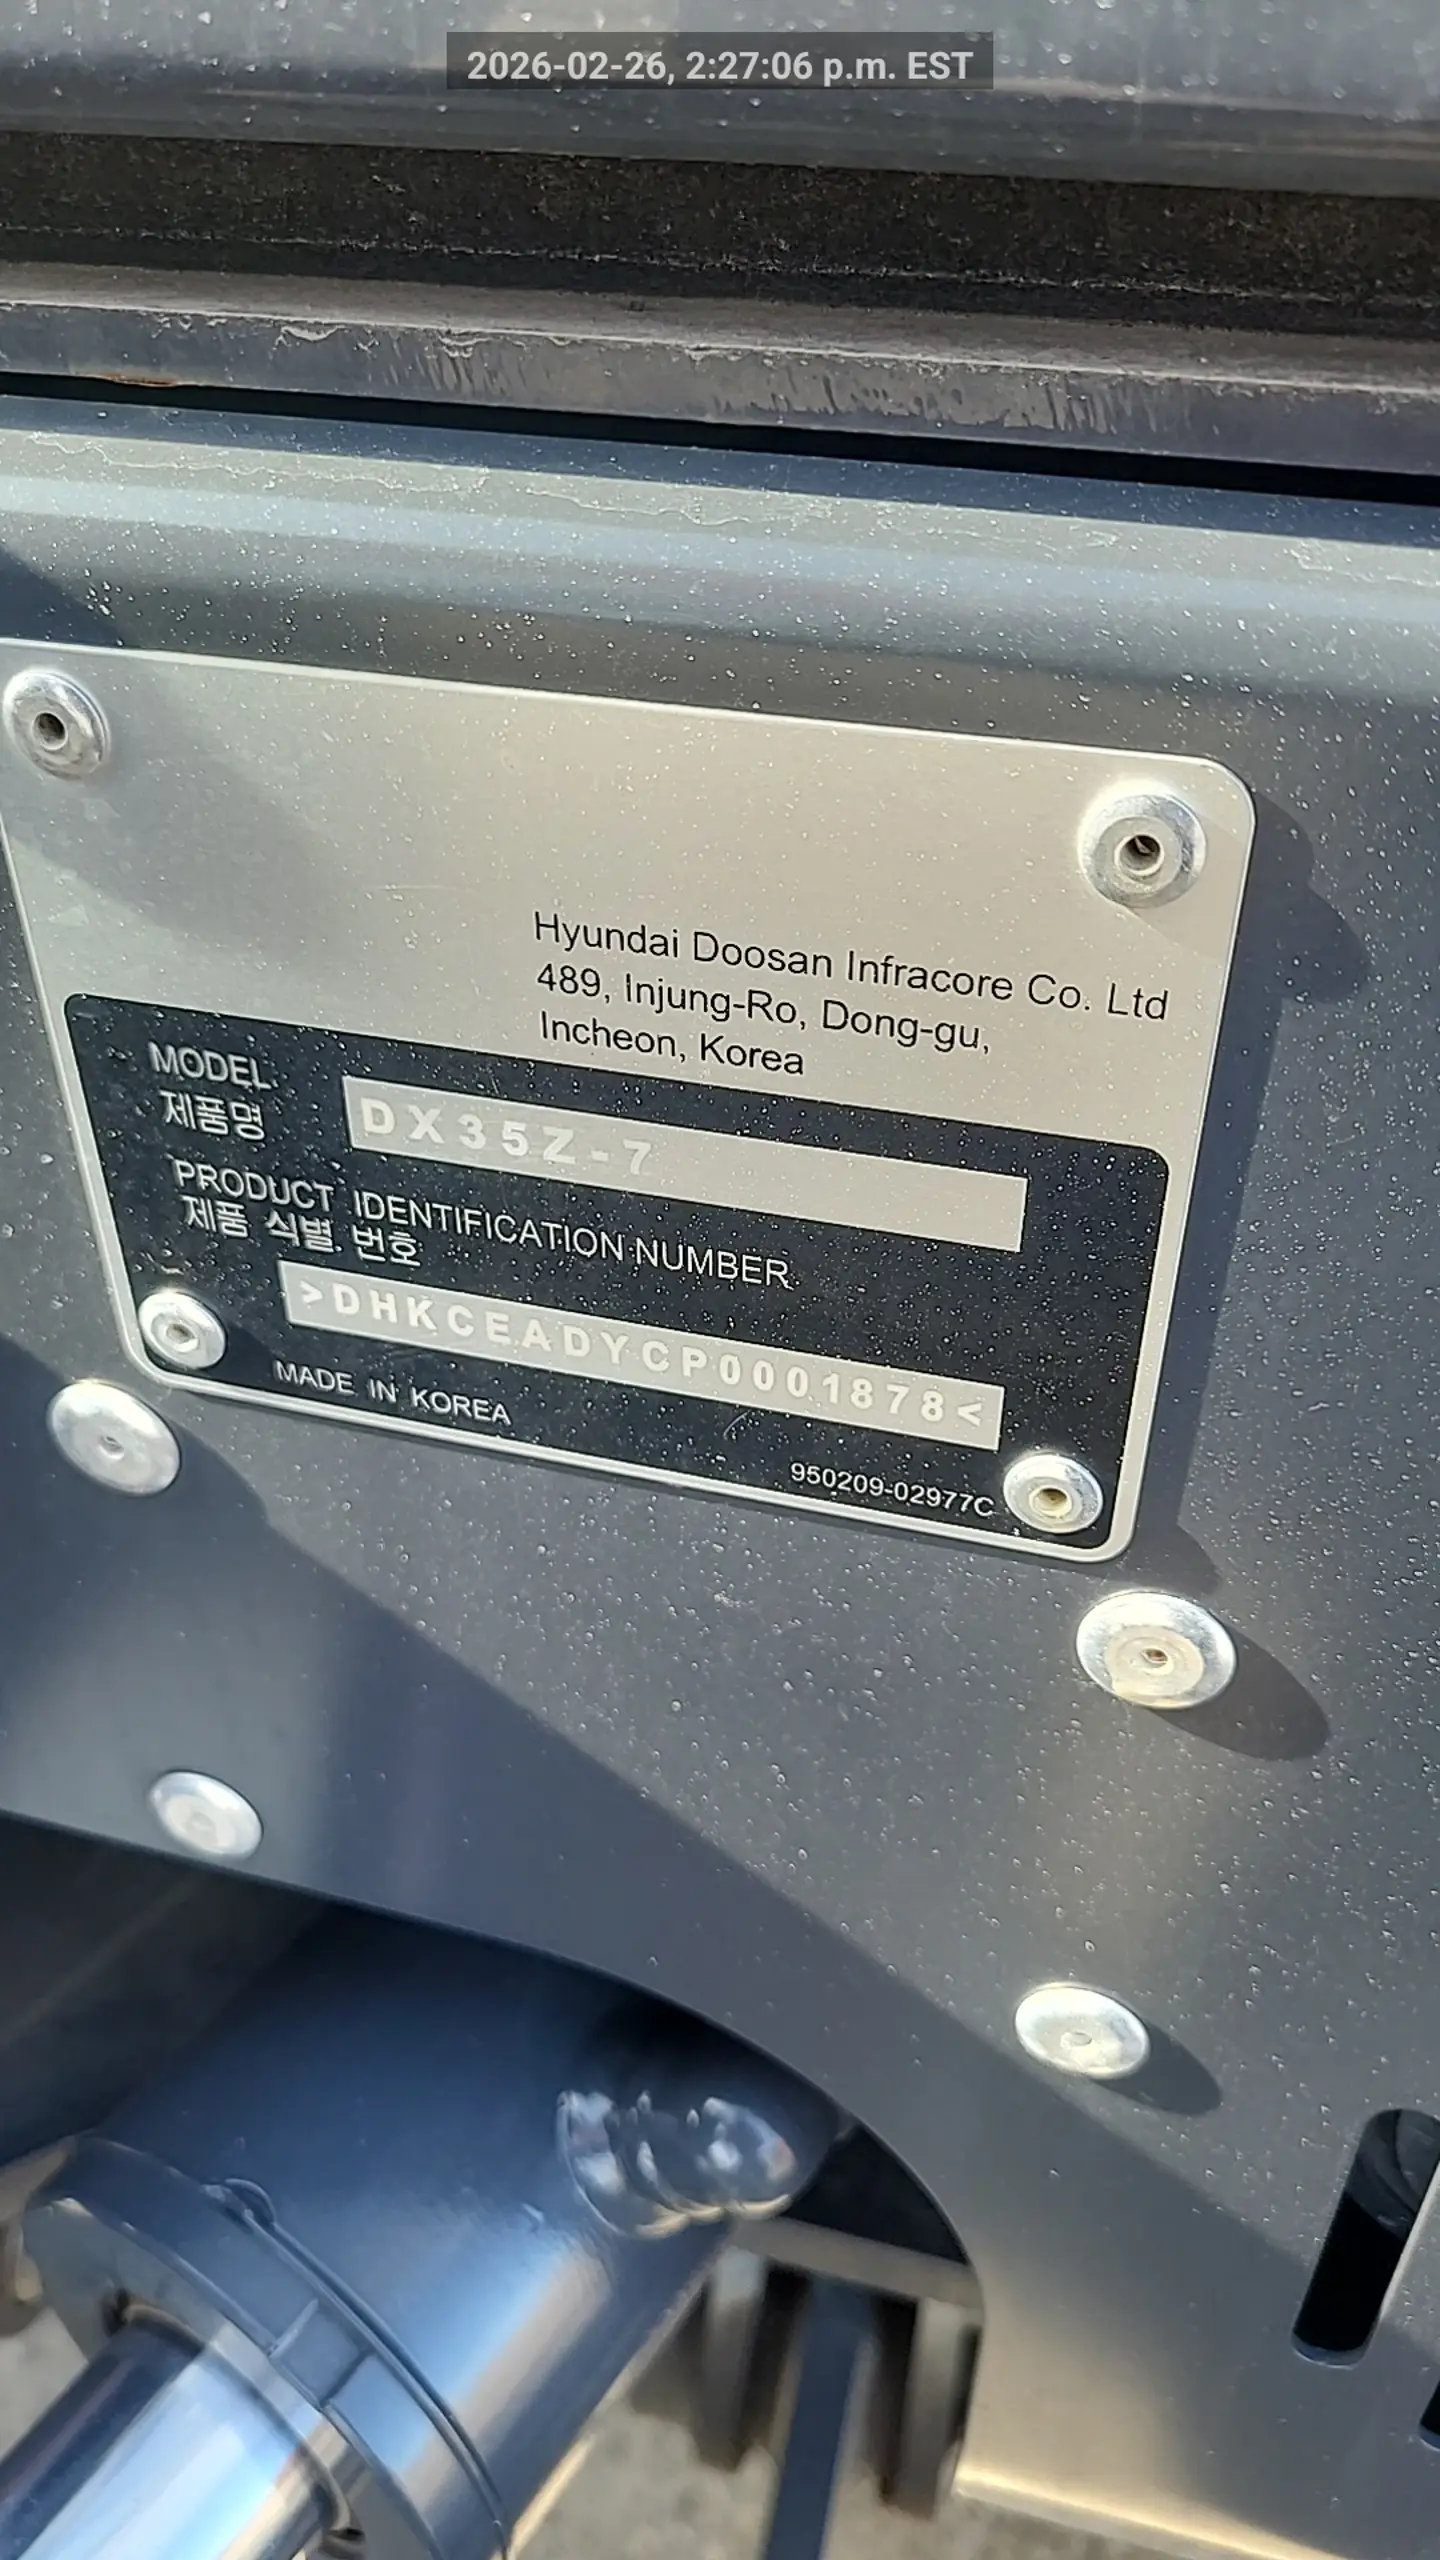 2026-02-26, 2:27:06 p.m. EST
Hyundai Doosan Infracore Co. Ltd
489, Injung-Ro, Dong-gu,
Incheon, Korea
MODEL
제품명
DX35Z-7
PRODUCT IDENTIFICATION NUMBER
제품 식별 번호
>DHKCEADYCP0001878<
MADE IN KOREA
950209-02977C